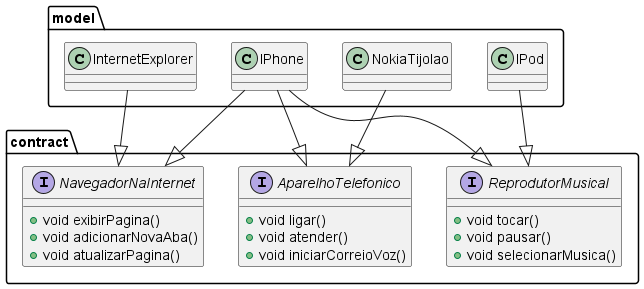 model
C InternetExplorer
C IPhone
C NokiaTijolao
C IPod
contract
I NavegadorNaInternet
void exibirPagina()
void adicionarNovaAba()
void atualizarPagina()
I AparelhoTelefonico
void ligar()
void atender()
void iniciarCorreioVoz()
I ReprodutorMusical
void tocar()
void pausar()
void selecionarMusica()